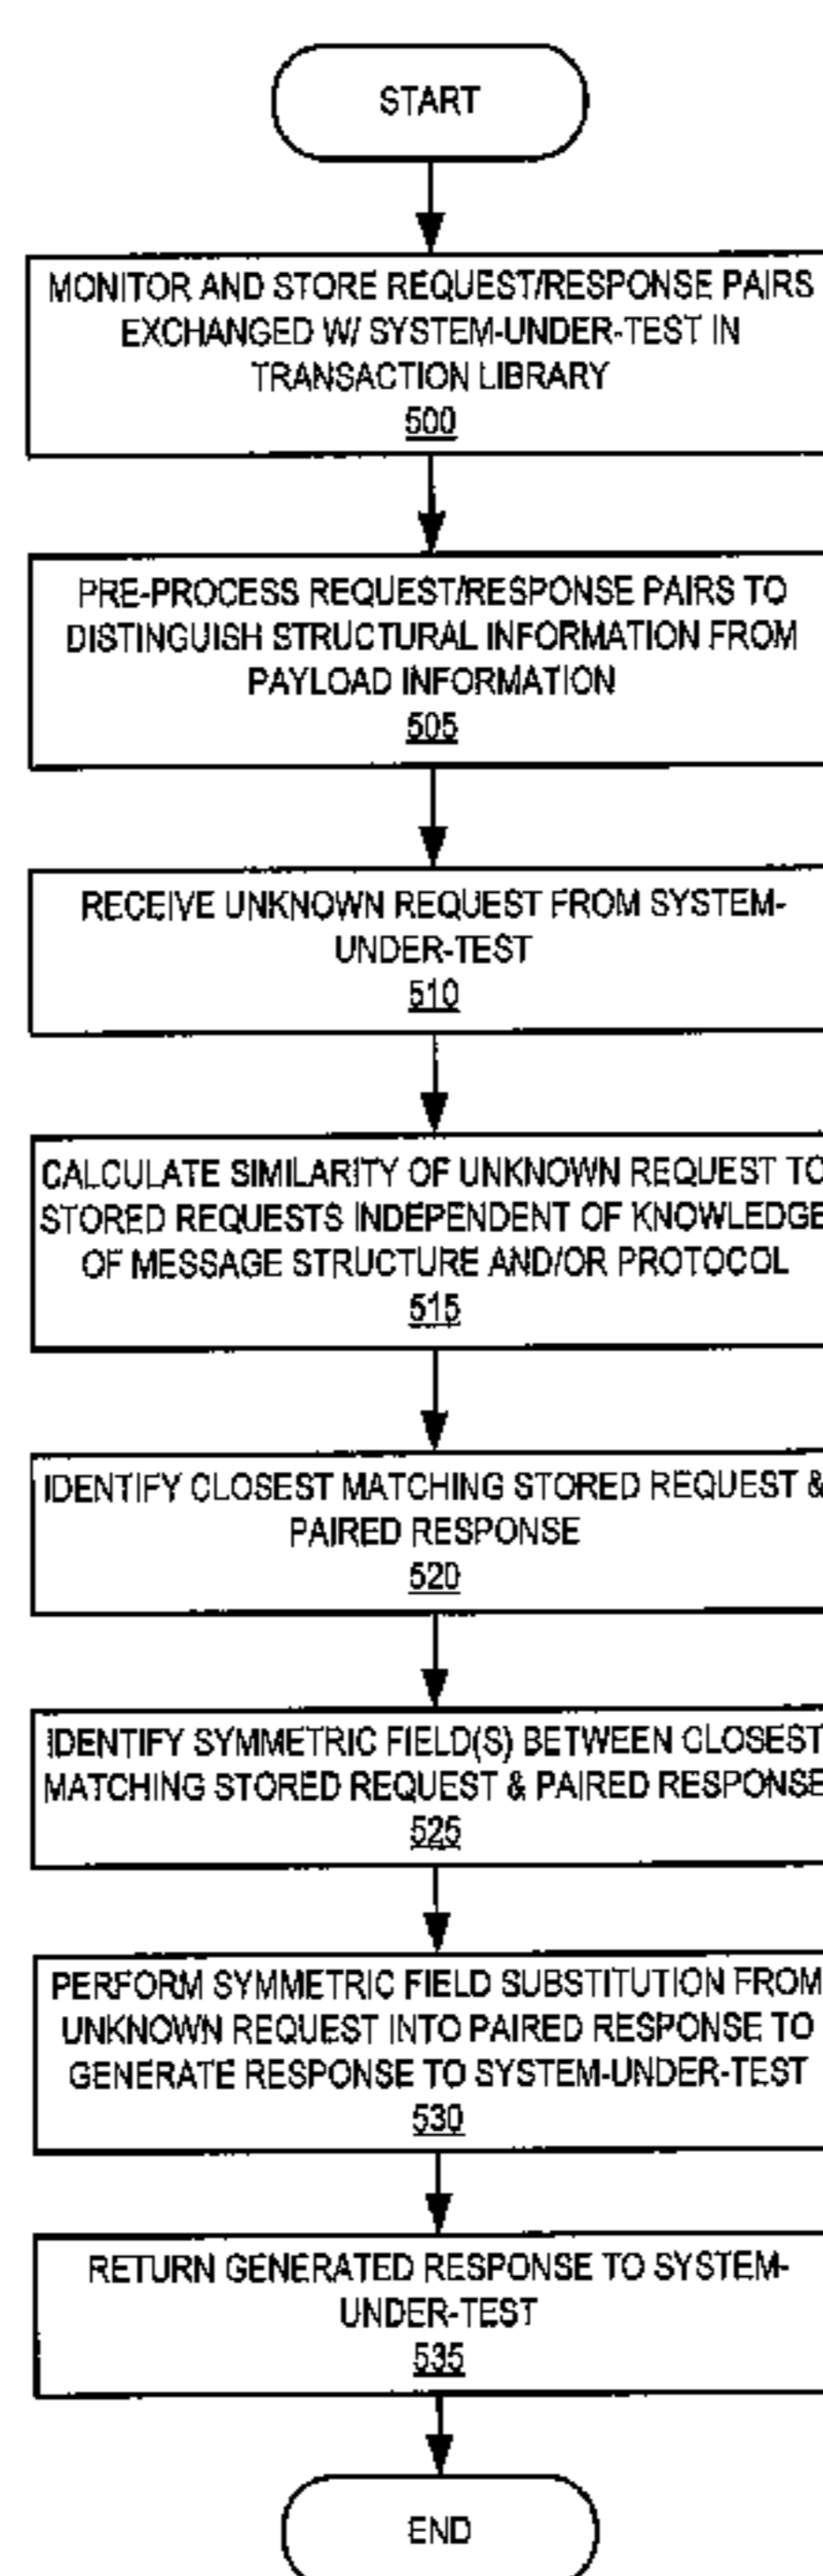 START
MONITOR AND STORE REQUEST/RESPONSE PAIRS
EXCHANGED W/ SYSTEM-UNDER-TEST IN
TRANSACTION LIBRARY
500
PRE-PROCESS REQUEST/RESPONSE PAIRS TO
DISTINGUISH STRUCTURAL INFORMATION FROM
PAYLOAD INFORMATION
505
RECEIVE UNKNOWN REQUEST FROM SYSTEM-
UNDER-TEST
510
CALCULATE SIMILARITY OF UNKNOWN REQUEST TO
STORED REQUESTS INDEPENDENT OF KNOWLEDGE
OF MESSAGE STRUCTURE AND/OR PROTOCOL
515
IDENTIFY CLOSEST MATCHING STORED REQUEST &
PAIRED RESPONSE
520
IDENTIFY SYMMETRIC FIELD(S) BETWEEN CLOSEST
MATCHING STORED REQUEST & PAIRED RESPONSE
525
PERFORM SYMMETRIC FIELD SUBSTITUTION FROM
UNKNOWN REQUEST INTO PAIRED RESPONSE TO
GENERATE RESPONSE TO SYSTEM-UNDER-TEST
530
RETURN GENERATED RESPONSE TO SYSTEM-
UNDER-TEST
535
END